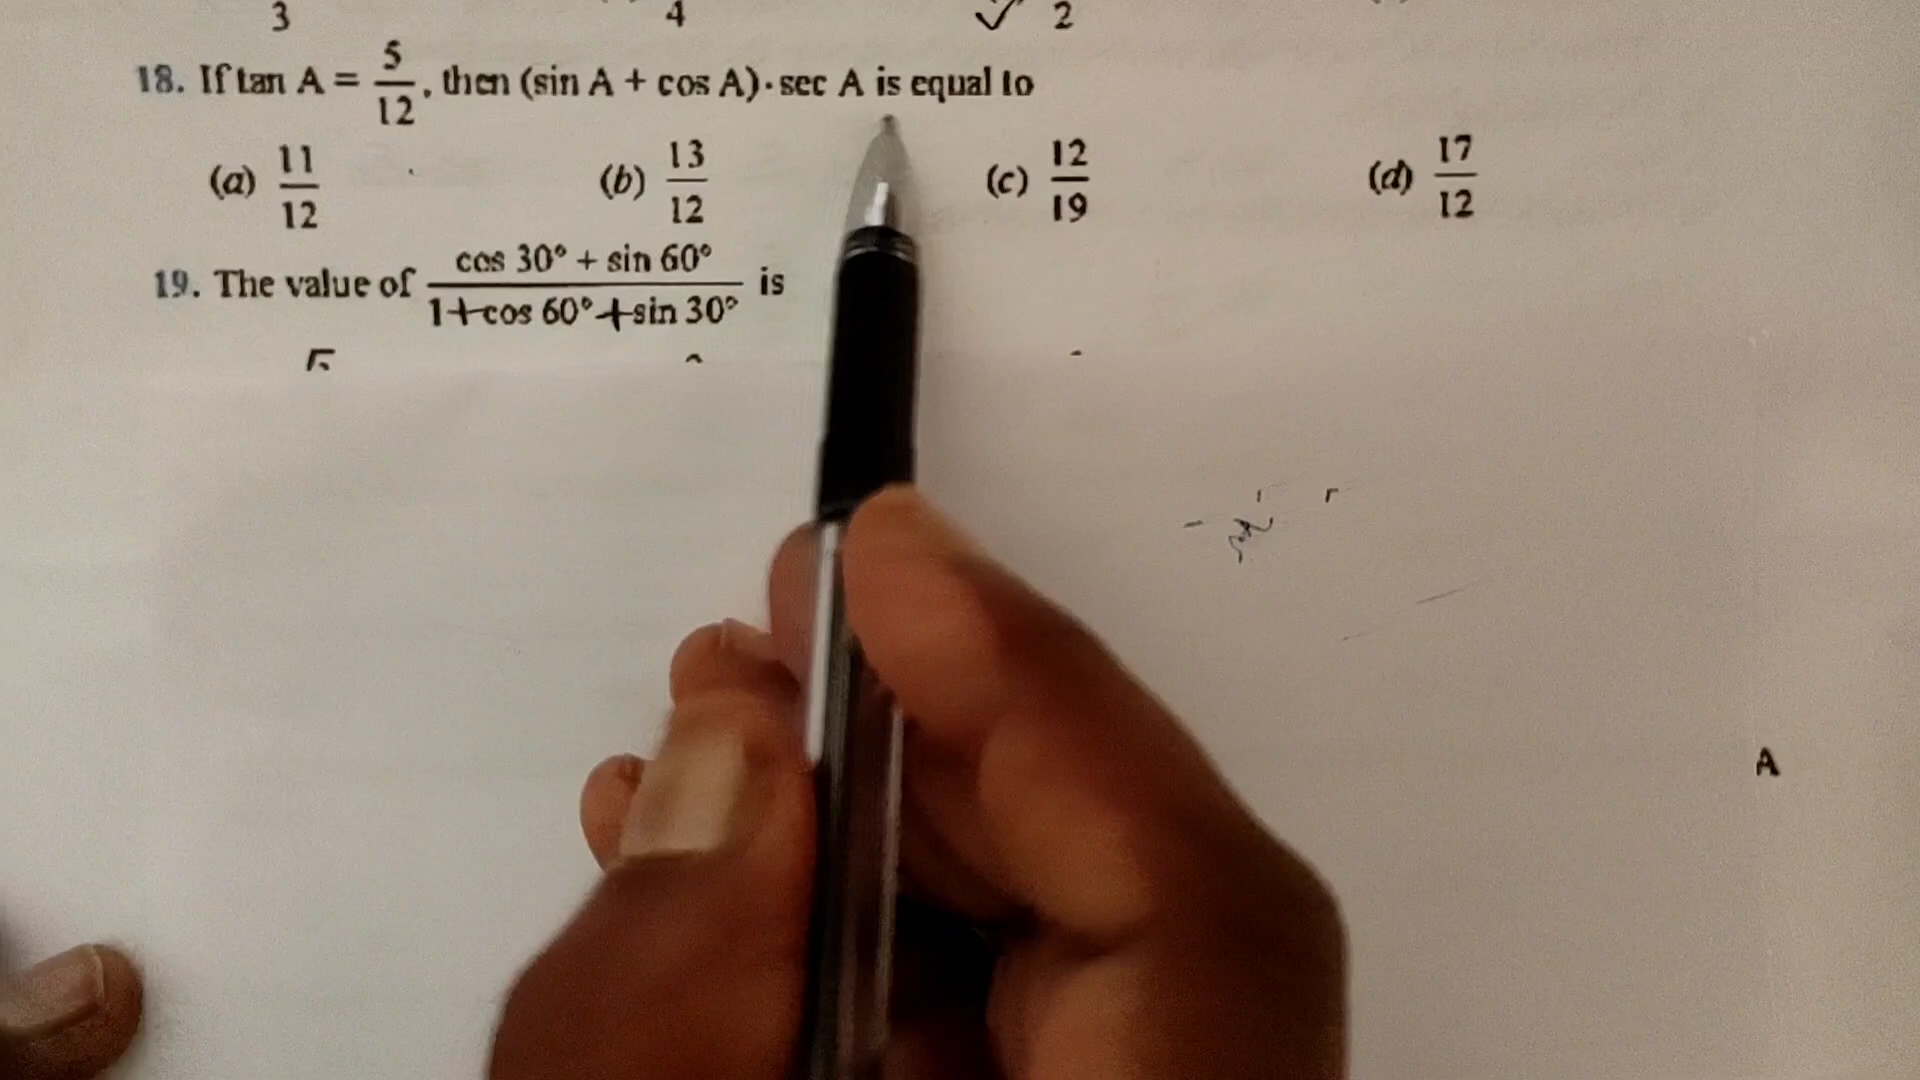 3 4 ✓ 2
18. If tan A = 5/12, then (sin A + cos A)·sec A is equal to
(a) 11/12 (b) 13/12 (c) 12/19 (d) 17/12
19. The value of (cos 30° + sin 60°)/(1+cos 60°+sin 30°) is
A